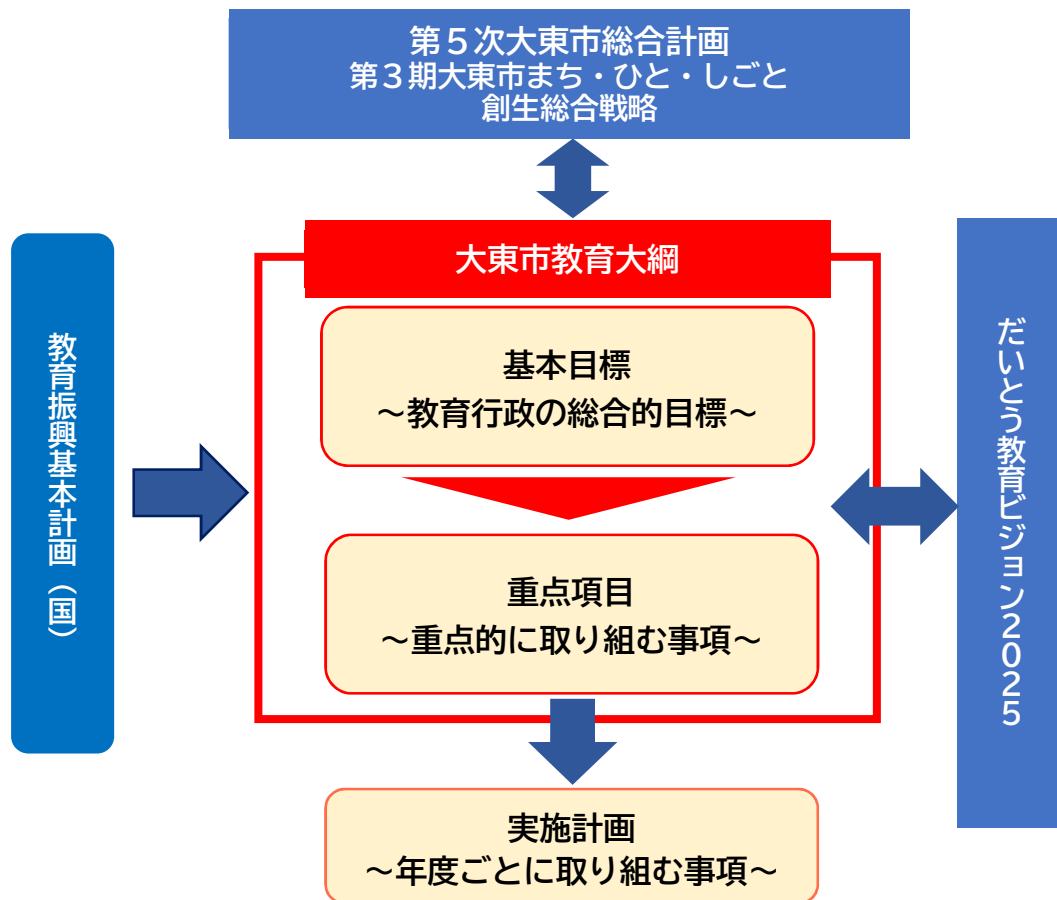 第５次大東市総合計画
第３期大東市まち・ひと・しごと
創生総合戦略
大東市教育大綱
教育振興基本計画（国）
基本目標
～教育行政の総合的目標～
重点項目
～重点的に取り組む事項～
だいとう教育ビジョン２０２５
実施計画
～年度ごとに取り組む事項～